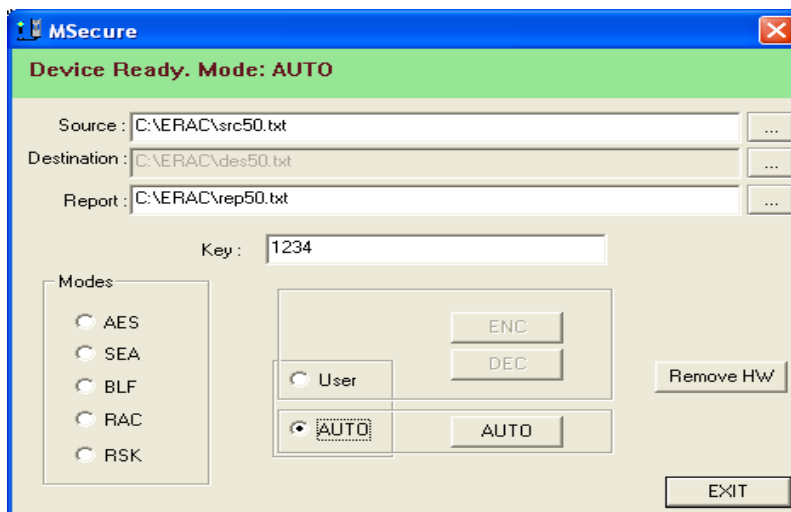 MSecure
Device Ready. Mode: AUTO
Source : C:\ERAC\src50.txt ...
Destination : C:\ERAC\des50.txt ...
Report : C:\ERAC\rep50.txt ...
Key : 1234
Modes
AES
SEA
BLF
RAC
RSK
ENC
DEC
User
AUTO AUTO
Remove HW
EXIT